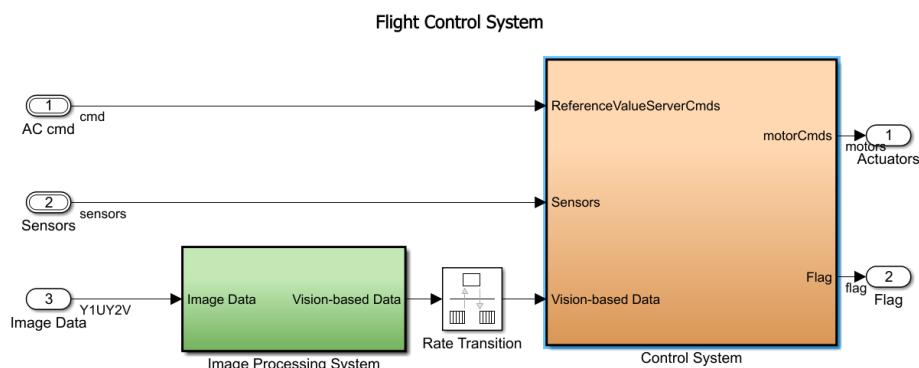 Flight Control System
1
cmd
AC cmd
ReferenceValueServerCmds
motorCmds
motors
1
Actuators
2
sensors
Sensors
Sensors
3
Y1UY2V
Image Data
Image Data
Vision-based Data
Image Processing System
Rate Transition
Vision-based Data
Flag
flag
2
Flag
Control System